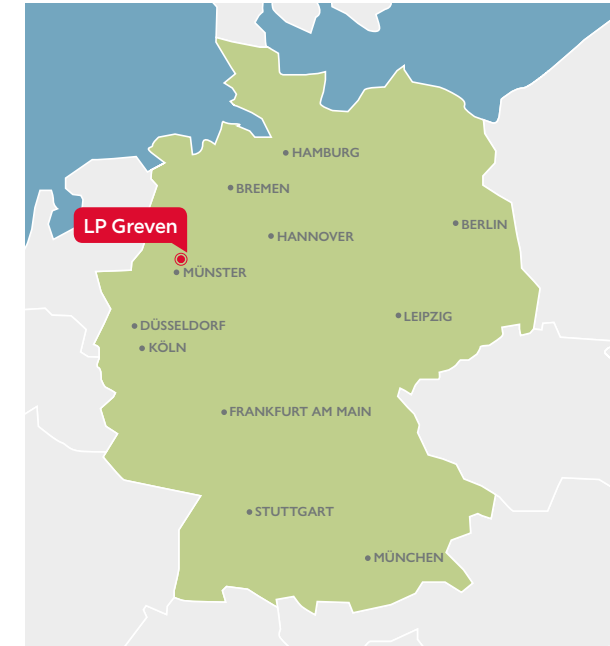 HAMBURG
BREMEN
LP Greven
BERLIN
HANNOVER
MÜNSTER
LEIPZIG
DÜSSELDORF
KÖLN
FRANKFURT AM MAIN
STUTTGART
MÜNCHEN